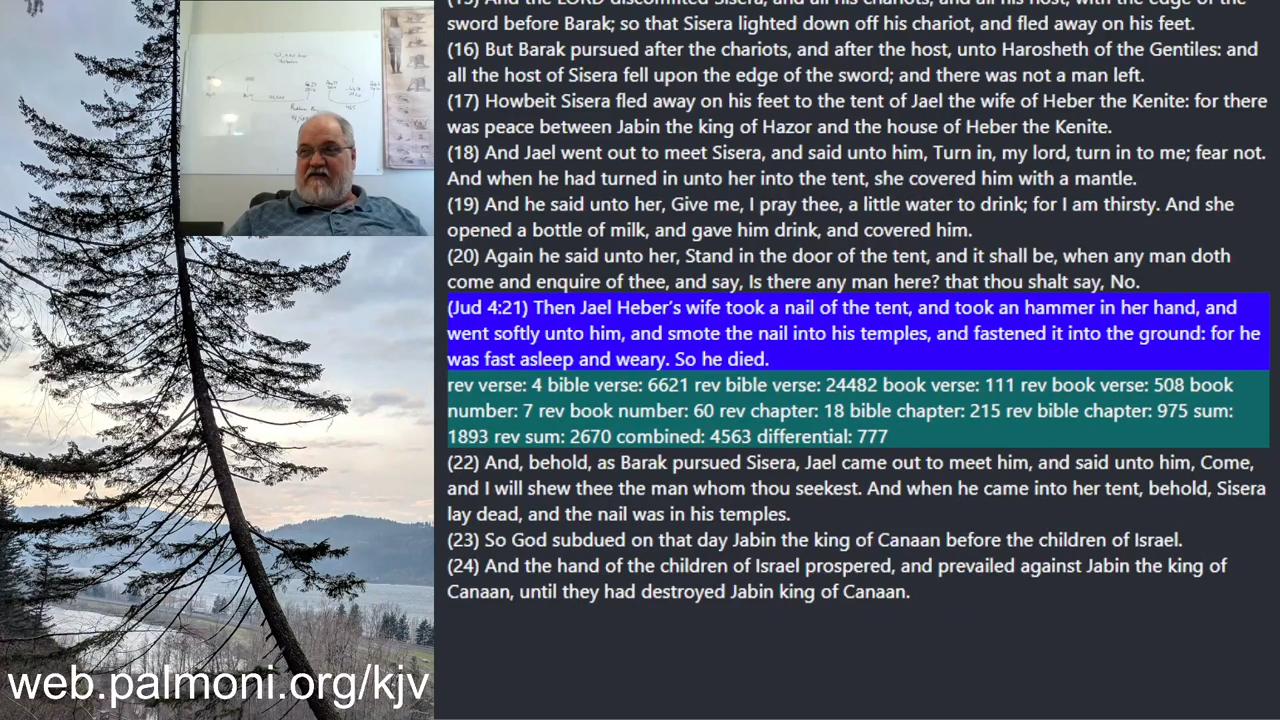 (15) And the LORD discomfited Sisera, and all his chariots, and all his host, with the edge of the
sword before Barak; so that Sisera lighted down off his chariot, and fled away on his feet.
(16) But Barak pursued after the chariots, and after the host, unto Harosheth of the Gentiles: and
all the host of Sisera fell upon the edge of the sword; and there was not a man left.
(17) Howbeit Sisera fled away on his feet to the tent of Jael the wife of Heber the Kenite: for there
was peace between Jabin the king of Hazor and the house of Heber the Kenite.
(18) And Jael went out to meet Sisera, and said unto him, Turn in, my lord, turn in to me; fear not.
And when he had turned in unto her into the tent, she covered him with a mantle.
(19) And he said unto her, Give me, I pray thee, a little water to drink; for I am thirsty. And she
opened a bottle of milk, and gave him drink, and covered him.
(20) Again he said unto her, Stand in the door of the tent, and it shall be, when any man doth
come and enquire of thee, and say, Is there any man here? that thou shalt say, No.
(Jud 4:21) Then Jael Heber’s wife took a nail of the tent, and took an hammer in her hand, and
went softly unto him, and smote the nail into his temples, and fastened it into the ground: for he
was fast asleep and weary. So he died.
rev verse: 4 bible verse: 6621 rev bible verse: 24482 book verse: 111 rev book verse: 508 book
number: 7 rev book number: 60 rev chapter: 18 bible chapter: 215 rev bible chapter: 975 sum:
1893 rev sum: 2670 combined: 4563 differential: 777
(22) And, behold, as Barak pursued Sisera, Jael came out to meet him, and said unto him, Come,
and I will shew thee the man whom thou seekest. And when he came into her tent, behold, Sisera
lay dead, and the nail was in his temples.
(23) So God subdued on that day Jabin the king of Canaan before the children of Israel.
(24) And the hand of the children of Israel prospered, and prevailed against Jabin the king of
Canaan, until they had destroyed Jabin king of Canaan.
web.palmoni.org/kjv